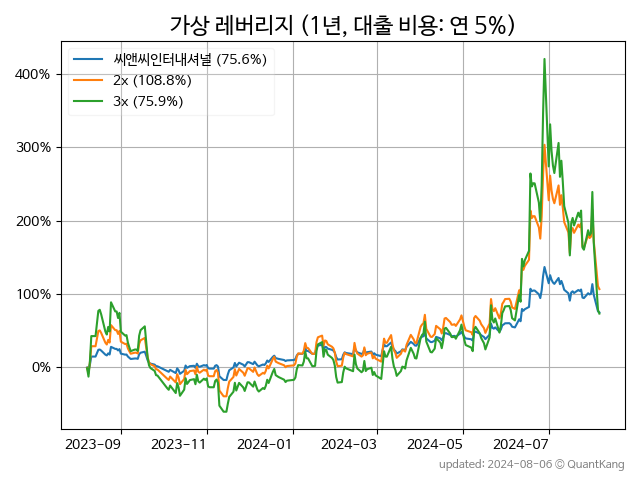 가상 레버리지 (1년, 대출 비용: 연 5%)
씨앤씨인터내셔널 (75.6%)
2x (108.8%)
3x (75.9%)
400%
300%
200%
100%
0%
2023-09 2023-11 2024-01 2024-03 2024-05 2024-07
updated: 2024-08-06 © QuantKang